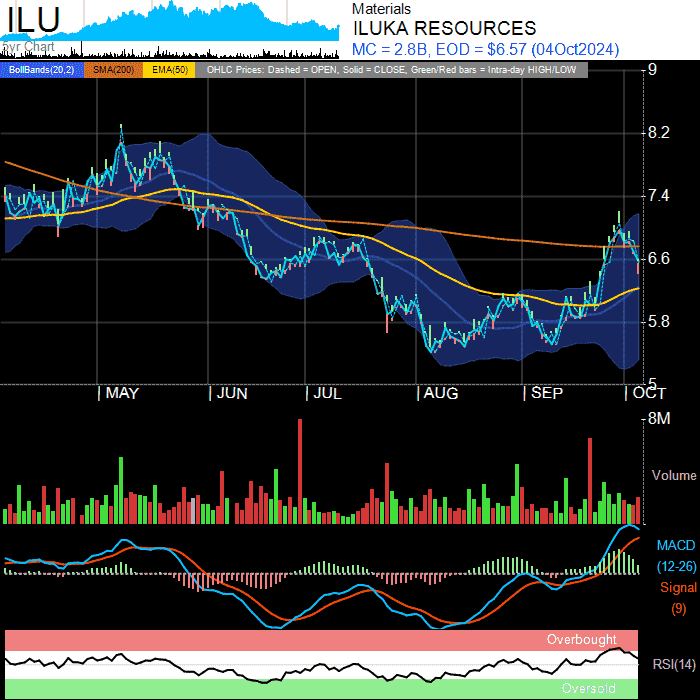 ILU
5yr Chart
Materials
ILUKA RESOURCES
MC = 2.8B, EOD = $6.57 (04Oct2024)
BollBands(20,2) SMA(200) EMA(50) OHLC Prices: Dashed = OPEN, Solid = CLOSE, Green/Red bars = Intra-day HIGH/LOW
9
8.2
7.4
6.6
5.8
5
MAY JUN JUL AUG SEP OCT
8M
Volume
MACD
(12-26)
Signal
(9)
Overbought
RSI(14)
Oversold